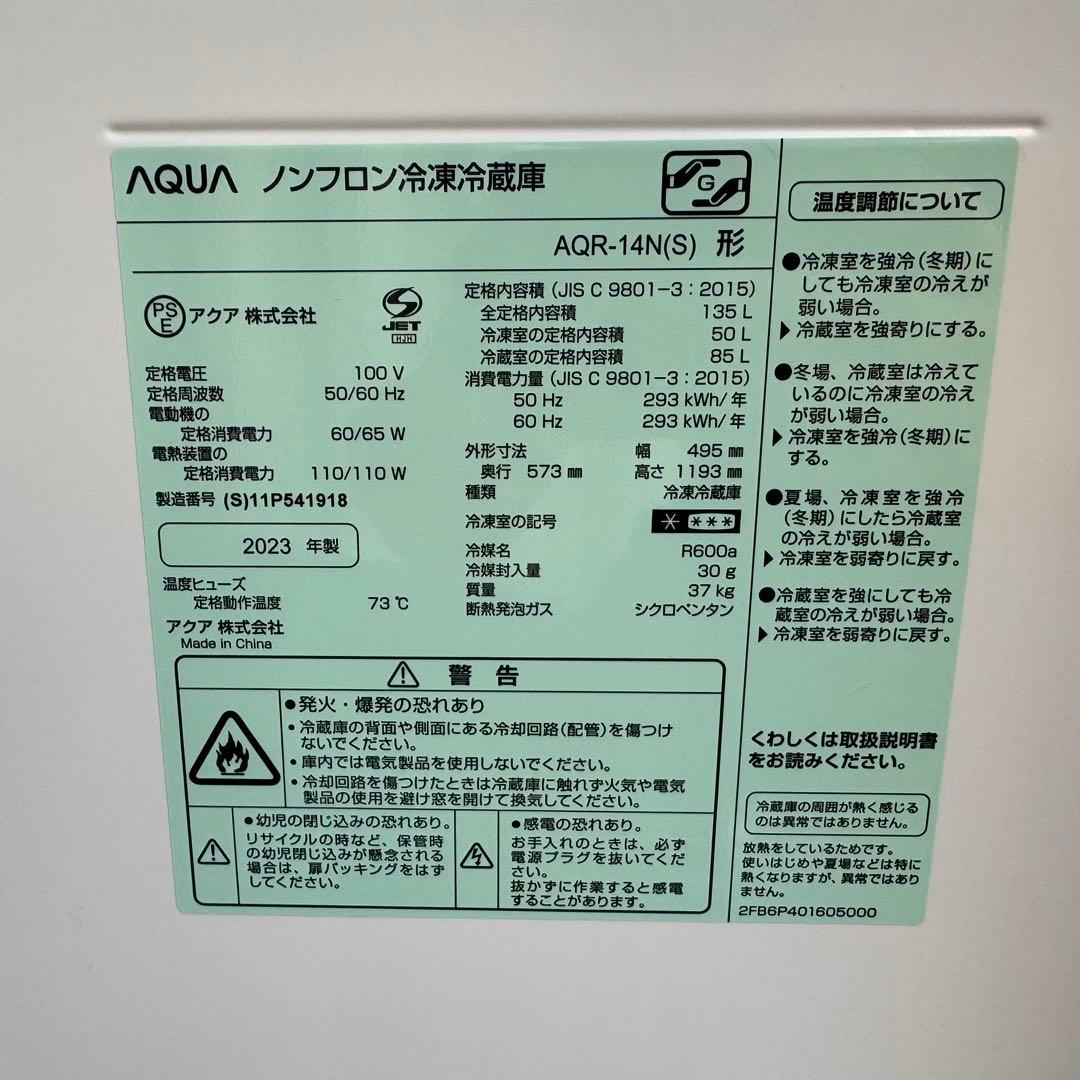 AQUA ノンフロン冷凍冷蔵庫
G
AQR-14N(S) 形
PS
E
アクア 株式会社
JET
定格電圧 100 V
定格周波数 50/60 Hz
電動機の
定格消費電力 60/65 W
電熱装置の
定格消費電力 110/110 W
製造番号 (S)11P541918
2023 年製
温度ヒューズ
定格動作温度 73 ℃
アクア 株式会社
Made in China
定格内容積 (JIS C 9801-3:2015)
全定格内容積 135 L
冷凍室の定格内容積 50 L
冷蔵室の定格内容積 85 L
消費電力量 (JIS C 9801-3:2015)
50 Hz 293 kWh/年
60 Hz 293 kWh/年
外形寸法 幅 495 ㎜
奥行 573 ㎜ 高さ 1193 ㎜
種類 冷凍冷蔵庫
冷凍室の記号
冷媒名 R600a
冷媒封入量 30 g
質量 37 kg
断熱発泡ガス シクロペンタン
警 告
●発火・爆発の恐れあり
・冷蔵庫の背面や側面にある冷却回路(配管)を傷つけ
ないでください。
・庫内では電気製品を使用しないでください。
・冷却回路を傷つけたときは冷蔵庫に触れず火気や電気
製品の使用を避け窓を開けて換気してください。
●幼児の閉じ込みの恐れあり。
リサイクルの時など、保管時
の幼児閉じ込みが懸念される
場合は、扉パッキングをはず
してください。
●感電の恐れあり。
お手入れのときは、必ず
電源プラグを抜いてくだ
さい。
抜かずに作業すると感電
することがあります。
温度調節について
●冷凍室を強冷(冬期)に
しても冷凍室の冷えが
弱い場合。
▶冷蔵室を強寄りにする。
●冬場、冷蔵室は冷えて
いるのに冷凍室の冷え
が弱い場合。
▶冷凍室を強冷(冬期)に
する。
●夏場、冷凍室を強冷
(冬期)にしたら冷蔵室
の冷えが弱い場合。
▶冷凍室を弱寄りに戻す。
●冷蔵室を強にしても冷
蔵室の冷えが弱い場合。
▶冷凍室を弱寄りに戻す。
くわしくは取扱説明書
をお読みください。
冷蔵庫の周囲が熱く感じる
のは異常ではありません。
放熱をしているためです。
使いはじめや夏場などは特に
熱くなりますが、異常ではあり
ません。
2FB6P401605000